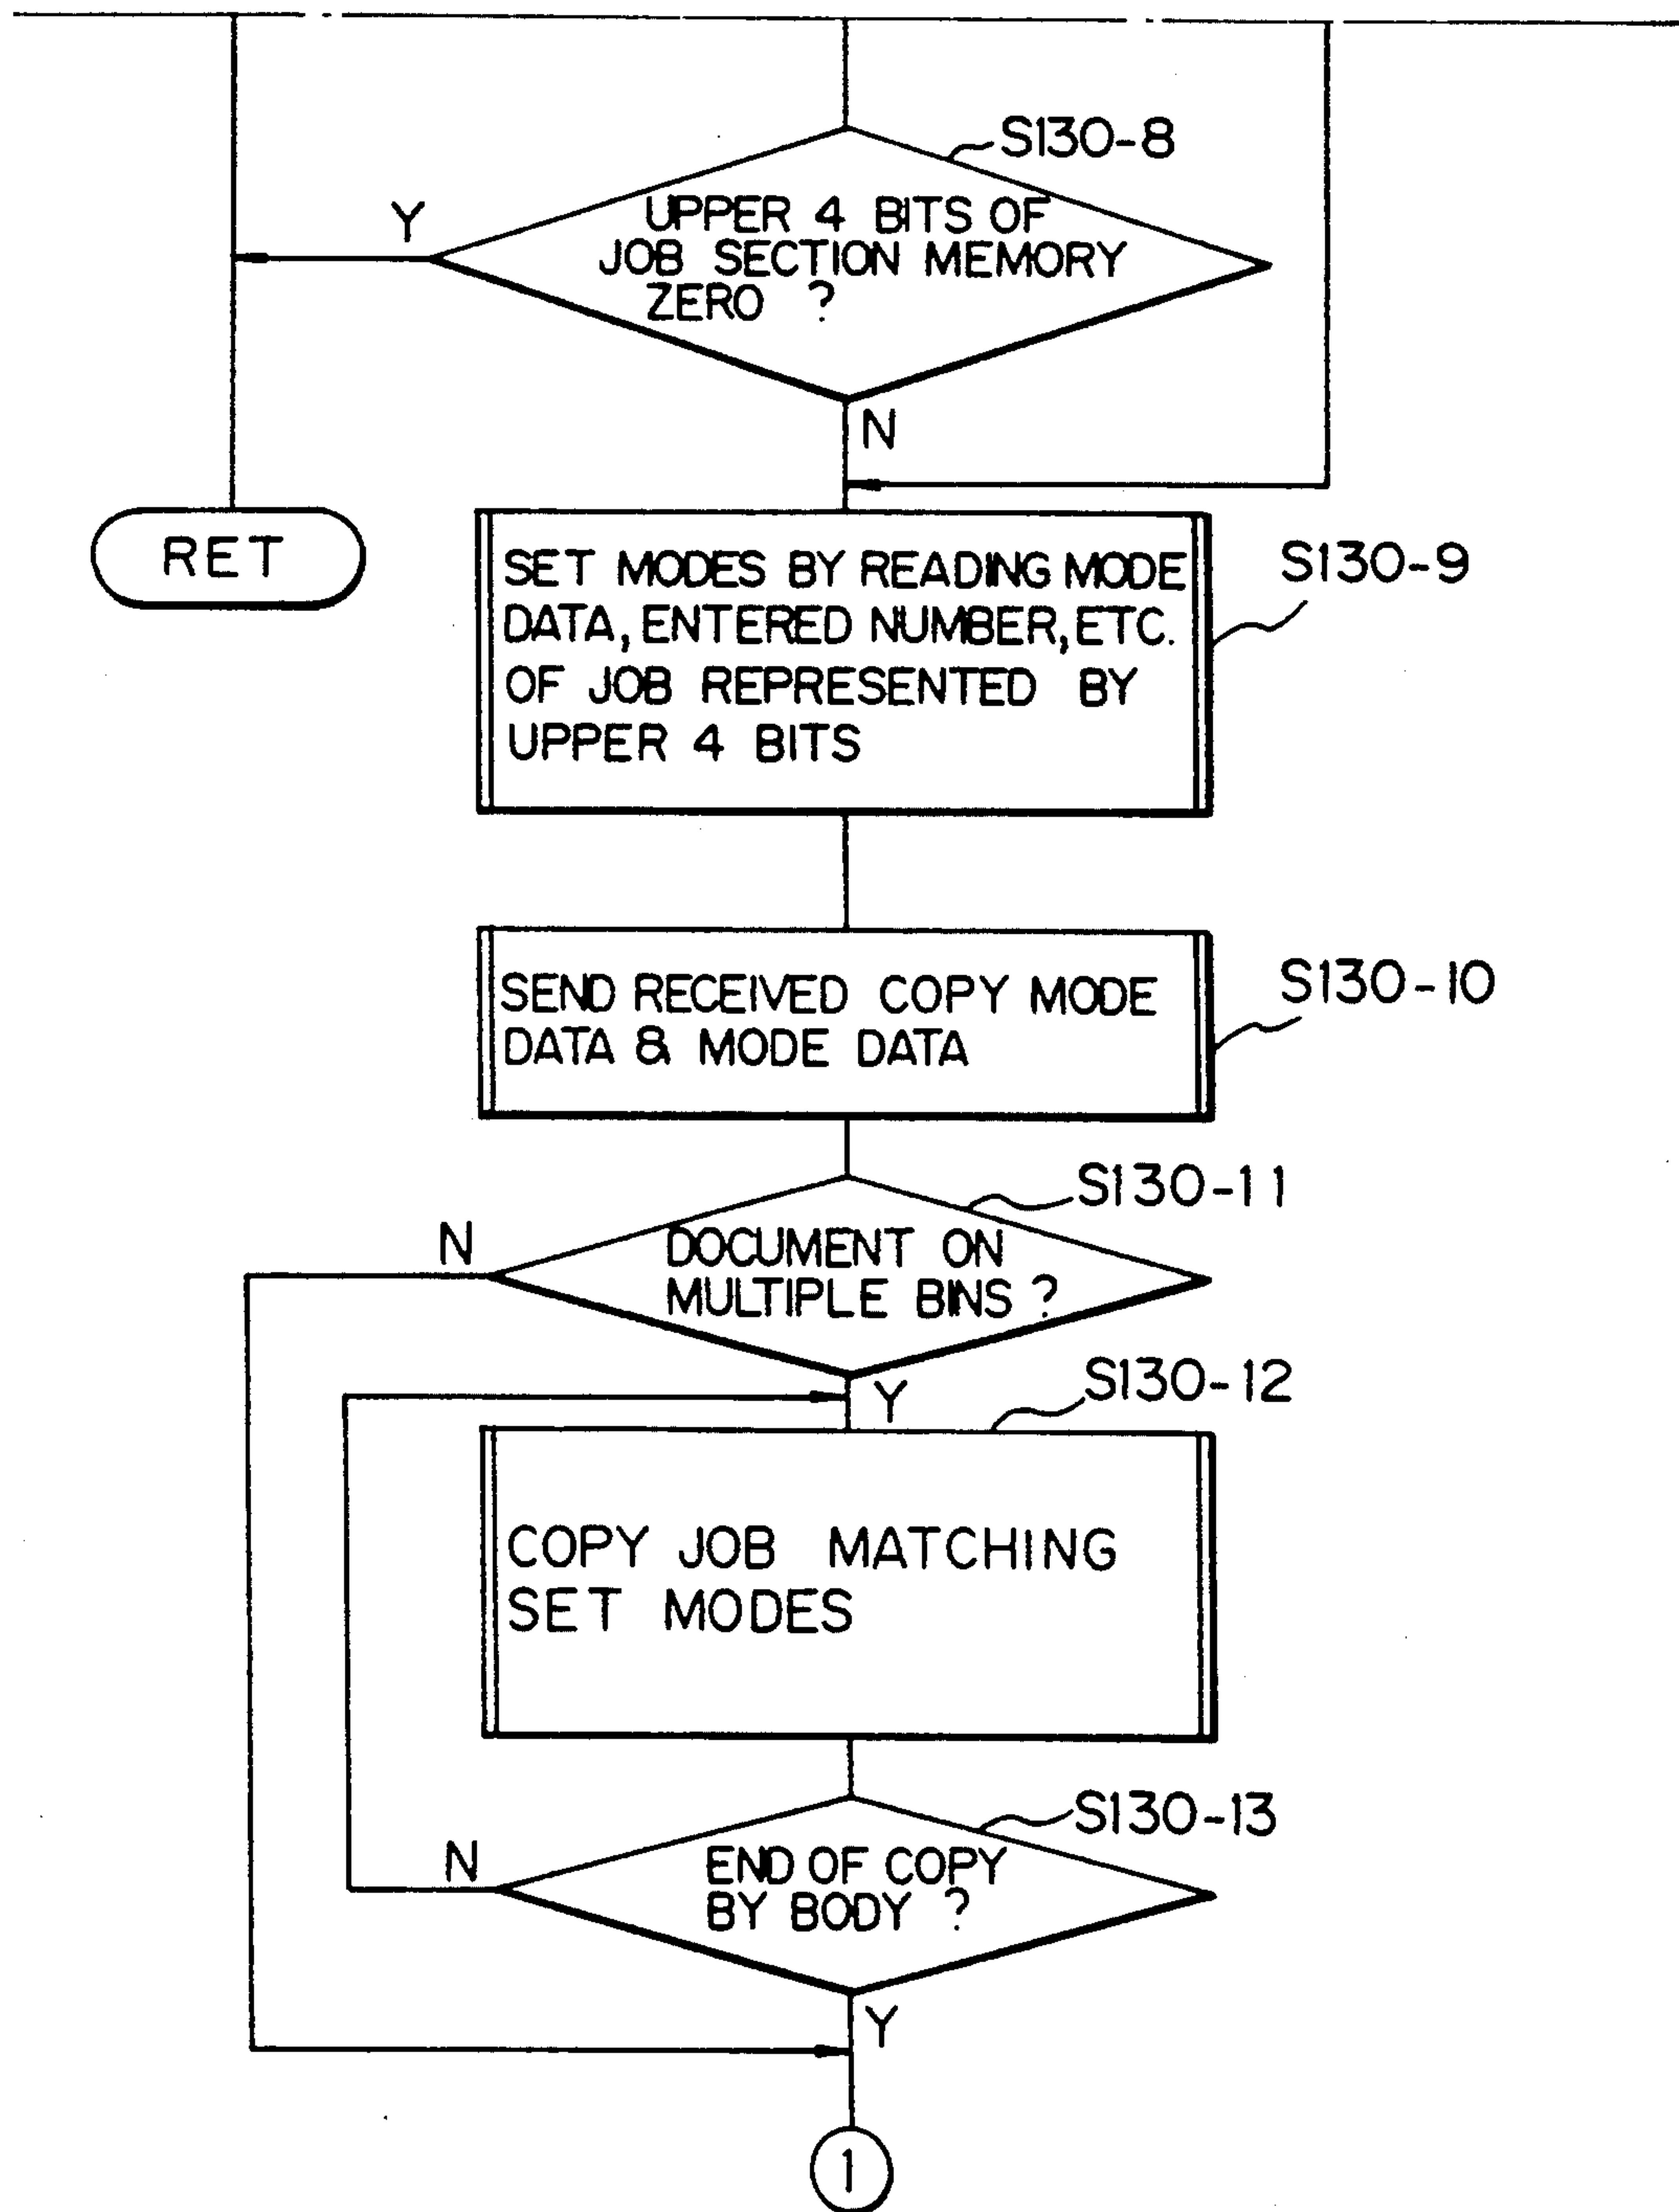 S130-8
Y
UPPER 4 BITS OF
JOB SECTION MEMORY
ZERO ?
N
RET
SET MODES BY READING MODE
DATA, ENTERED NUMBER, ETC.
OF JOB REPRESENTED BY
UPPER 4 BITS
S130-9
SEND RECEIVED COPY MODE
DATA & MODE DATA
S130-10
S130-11
N
DOCUMENT ON
MULTIPLE BINS ?
Y
S130-12
COPY JOB MATCHING
SET MODES
S130-13
N
END OF COPY
BY BODY ?
Y
1